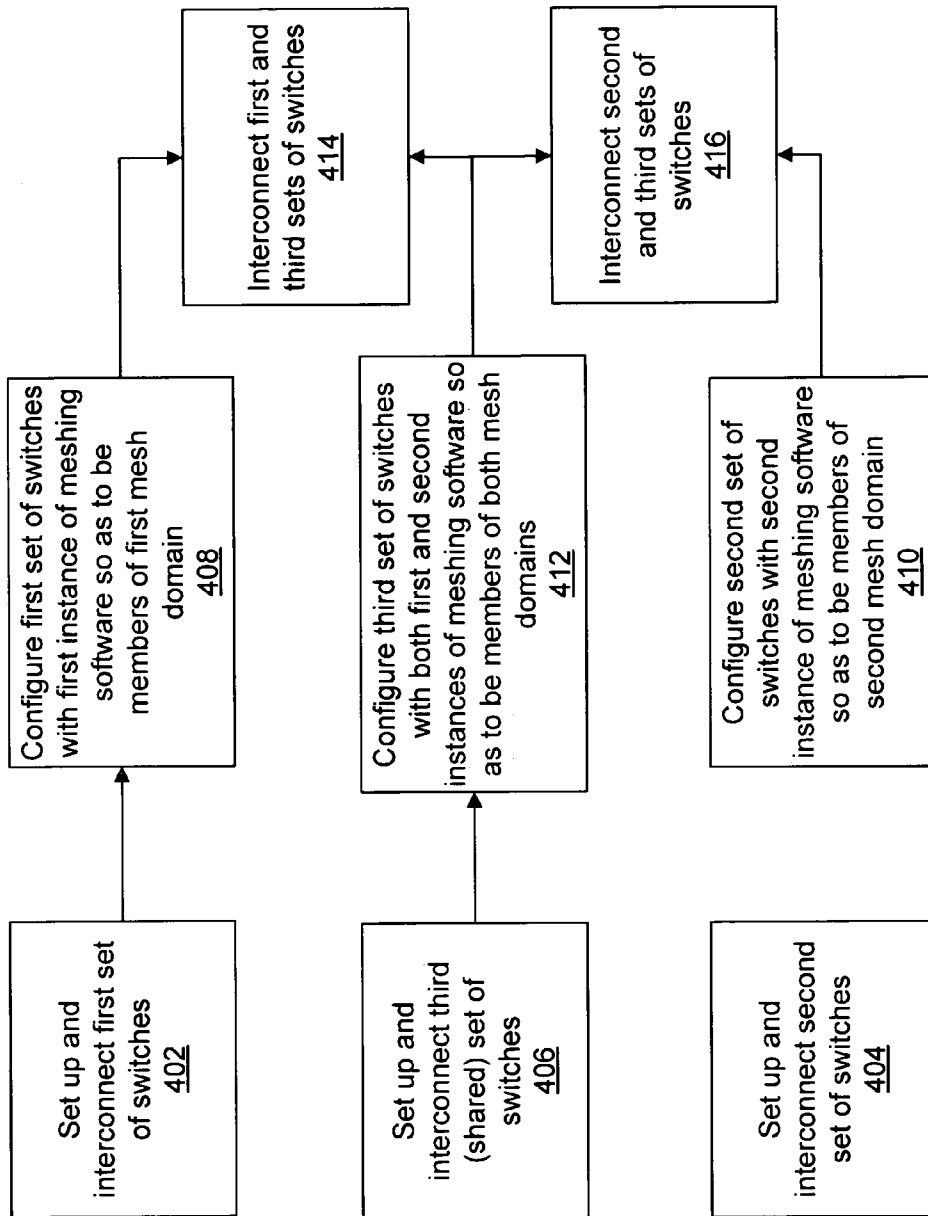 Set up and
interconnect first set
of switches
402
Set up and
interconnect third
(shared) set of
switches
406
Set up and
interconnect second
set of switches
404
Configure first set of switches
with first instance of meshing
software so as to be
members of first mesh
domain
408
Configure third set of switches
with both first and second
instances of meshing software so
as to be members of both mesh
domains
412
Configure second set of
switches with second
instance of meshing software
so as to be members of
second mesh domain
410
Interconnect first and
third sets of switches
414
Interconnect second
and third sets of
switches
416